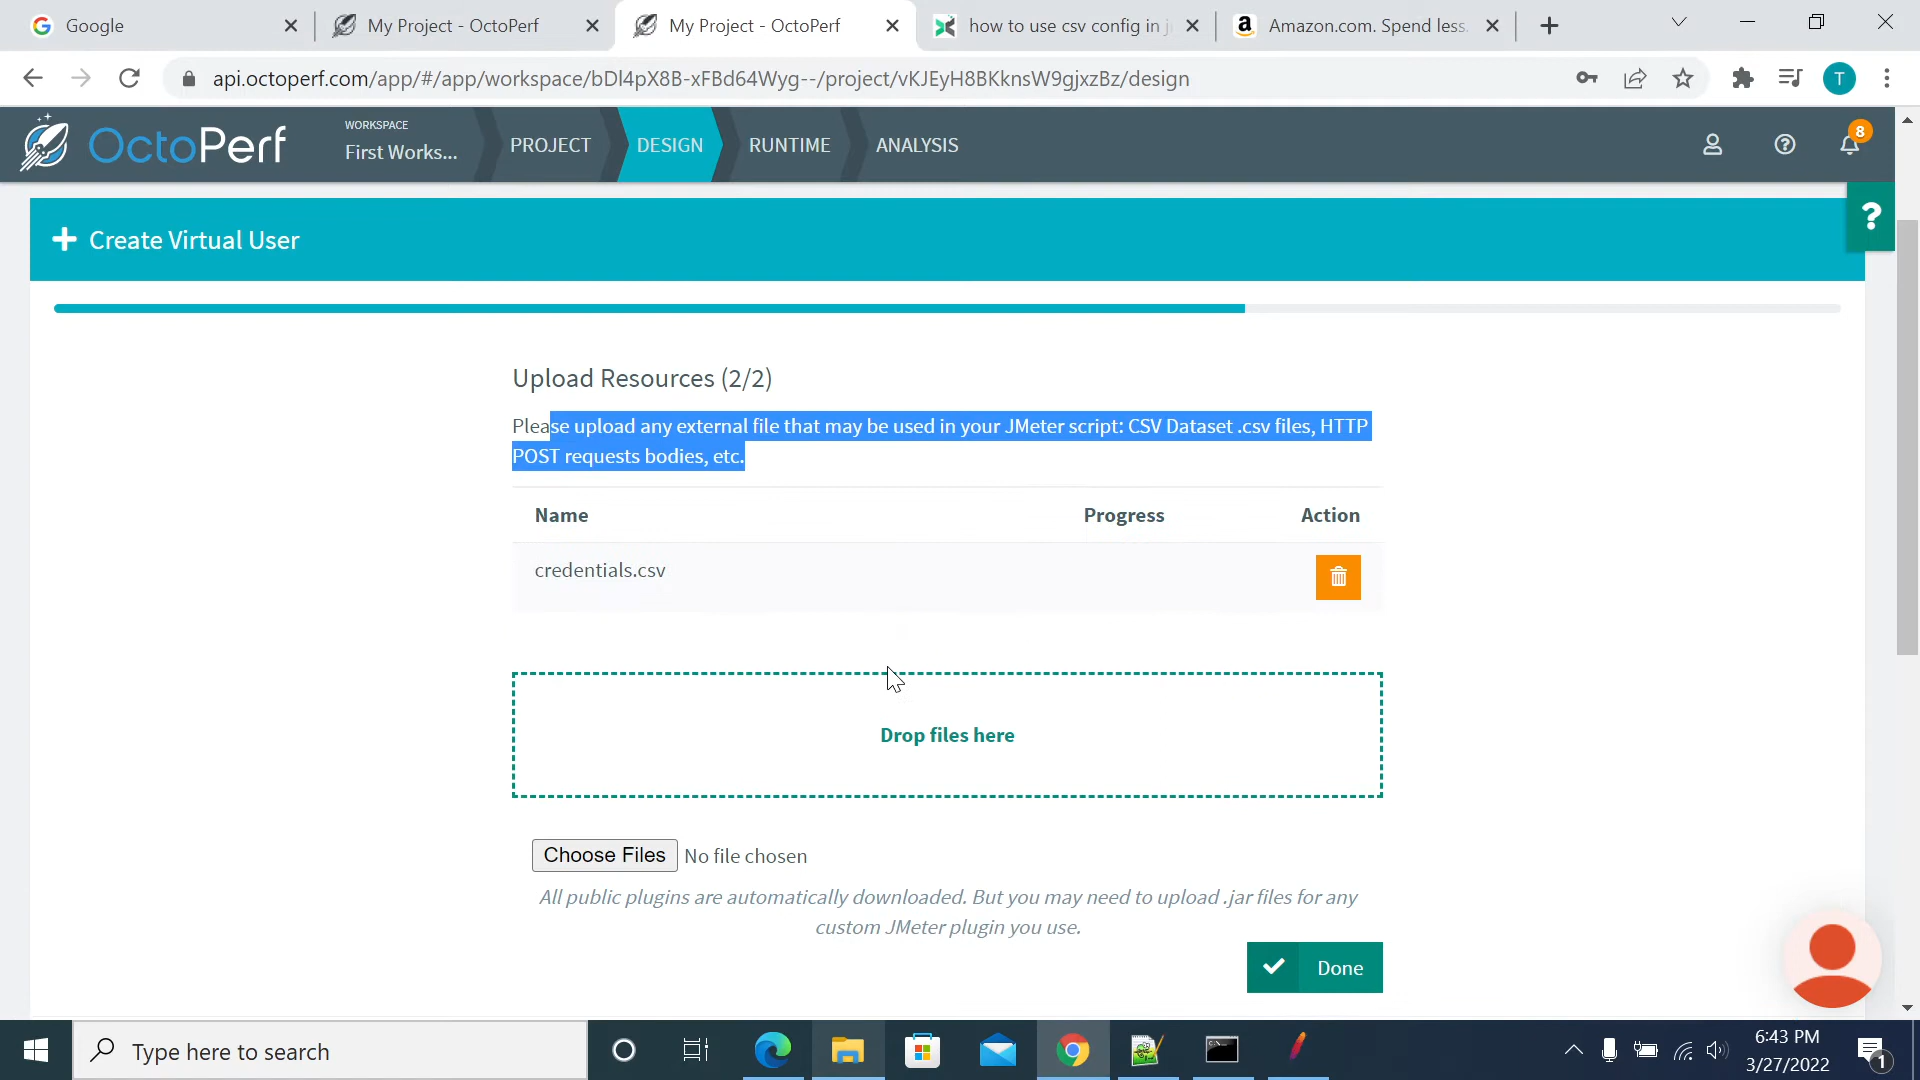 Google
My Project - OctoPerf
My Project - OctoPerf
how to use csv config in j
Amazon.com. Spend less.
api.octoperf.com/app/#/app/workspace/bDl4pX8B-xFBd64Wyg--/project/vKJEyH8BKknsW9gjxzBz/design
T
OctoPerf
WORKSPACE
First Works...
PROJECT
DESIGN
RUNTIME
ANALYSIS
8
?
Create Virtual User
Upload Resources (2/2)
Please upload any external file that may be used in your JMeter script: CSV Dataset .csv files, HTTP
POST requests bodies, etc.
Name Progress Action
credentials.csv
Drop files here
Choose Files No file chosen
All public plugins are automatically downloaded. But you may need to upload .jar files for any
custom JMeter plugin you use.
Done
Type here to search
6:43 PM
3/27/2022
1